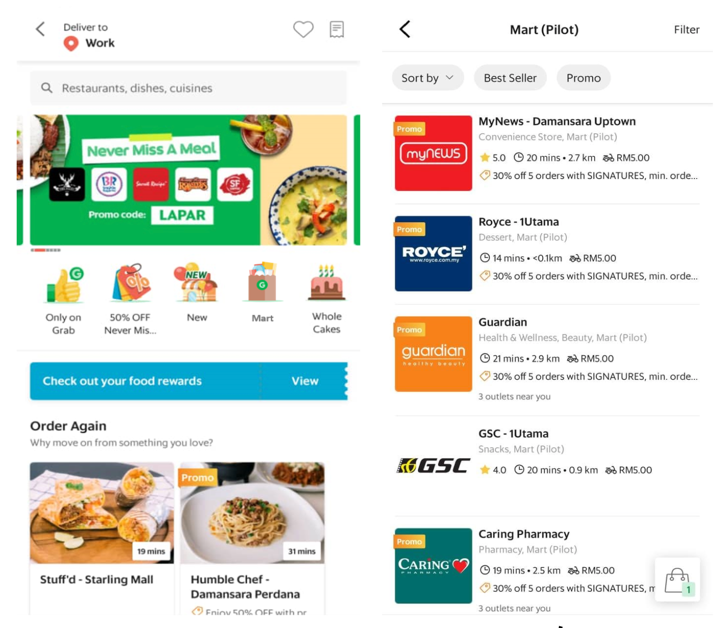 Deliver to
Work
Restaurants, dishes, cuisines
Never Miss A Meal
Promo code: LAPAR
Only on
Grab
50% OFF
Never Mis...
NEW
New
Mart
Whole
Cakes
Check out your food rewards
View
Order Again
Why move on from something you love?
19 mins
Stuff'd - Starling Mall
Promo
31 mins
Humble Chef -
Damansara Perdana
Enjoy 50% OFF with pr
Mart (Pilot)
Filter
Sort by
Best Seller
Promo
Promo
myNEWS
MyNews - Damansara Uptown
Convenience Store, Mart (Pilot)
5.0 20 mins • 2.7 km RM5.00
30% off 5 orders with SIGNATURES, min. orde...
Promo
ROYCE'
www.royce.com.my
Royce - 1Utama
Dessert, Mart (Pilot)
14 mins • <0.1km RM5.00
30% off 5 orders with SIGNATURES, min. orde...
Promo
guardian
healthy beauty
Guardian
Health & Wellness, Beauty, Mart (Pilot)
21 mins • 2.9 km RM5.00
30% off 5 orders with SIGNATURES, min. orde...
3 outlets near you
GSC
GSC - 1Utama
Snacks, Mart (Pilot)
4.0 20 mins • 0.9 km RM5.00
Promo
CARiNG
PHARMACY
Caring Pharmacy
Pharmacy, Mart (Pilot)
19 mins • 2.5 km RM5.00
30% off 5 orders with SIGNATURES, m
3 outlets near you
1